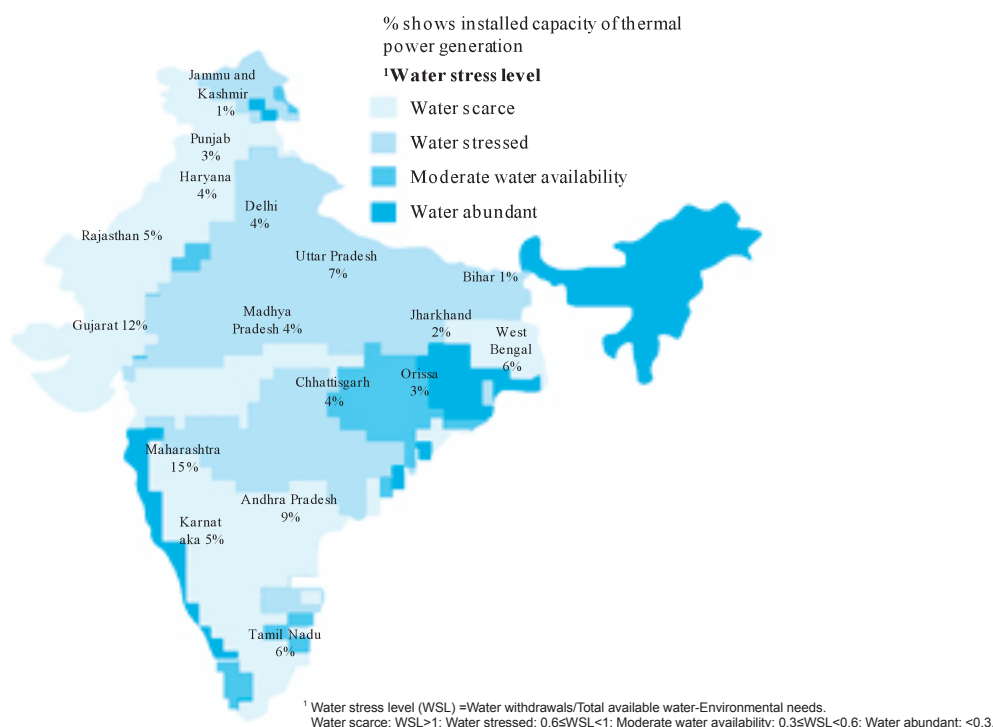 % shows installed capacity of thermal
power generation
¹Water stress level
Water scarce
Water stressed
Moderate water availability
Water abundant
Jammu and
Kashmir
1%
Punjab
3%
Haryana
4%
Delhi
4%
Rajasthan 5%
Uttar Pradesh
7%
Bihar 1%
Gujarat 12%
Madhya
Pradesh 4%
Jharkhand
2%
West
Bengal
6%
Chhattisgarh
4%
Orissa
3%
Maharashtra
15%
Andhra Pradesh
9%
Karnat
aka 5%
Tamil Nadu
6%
¹ Water stress level (WSL) =Water withdrawals/Total available water-Environmental needs.
Water scarce: WSL>1; Water stressed: 0.6≤WSL<1; Moderate water availability: 0.3≤WSL<0.6; Water abundant: <0.3.